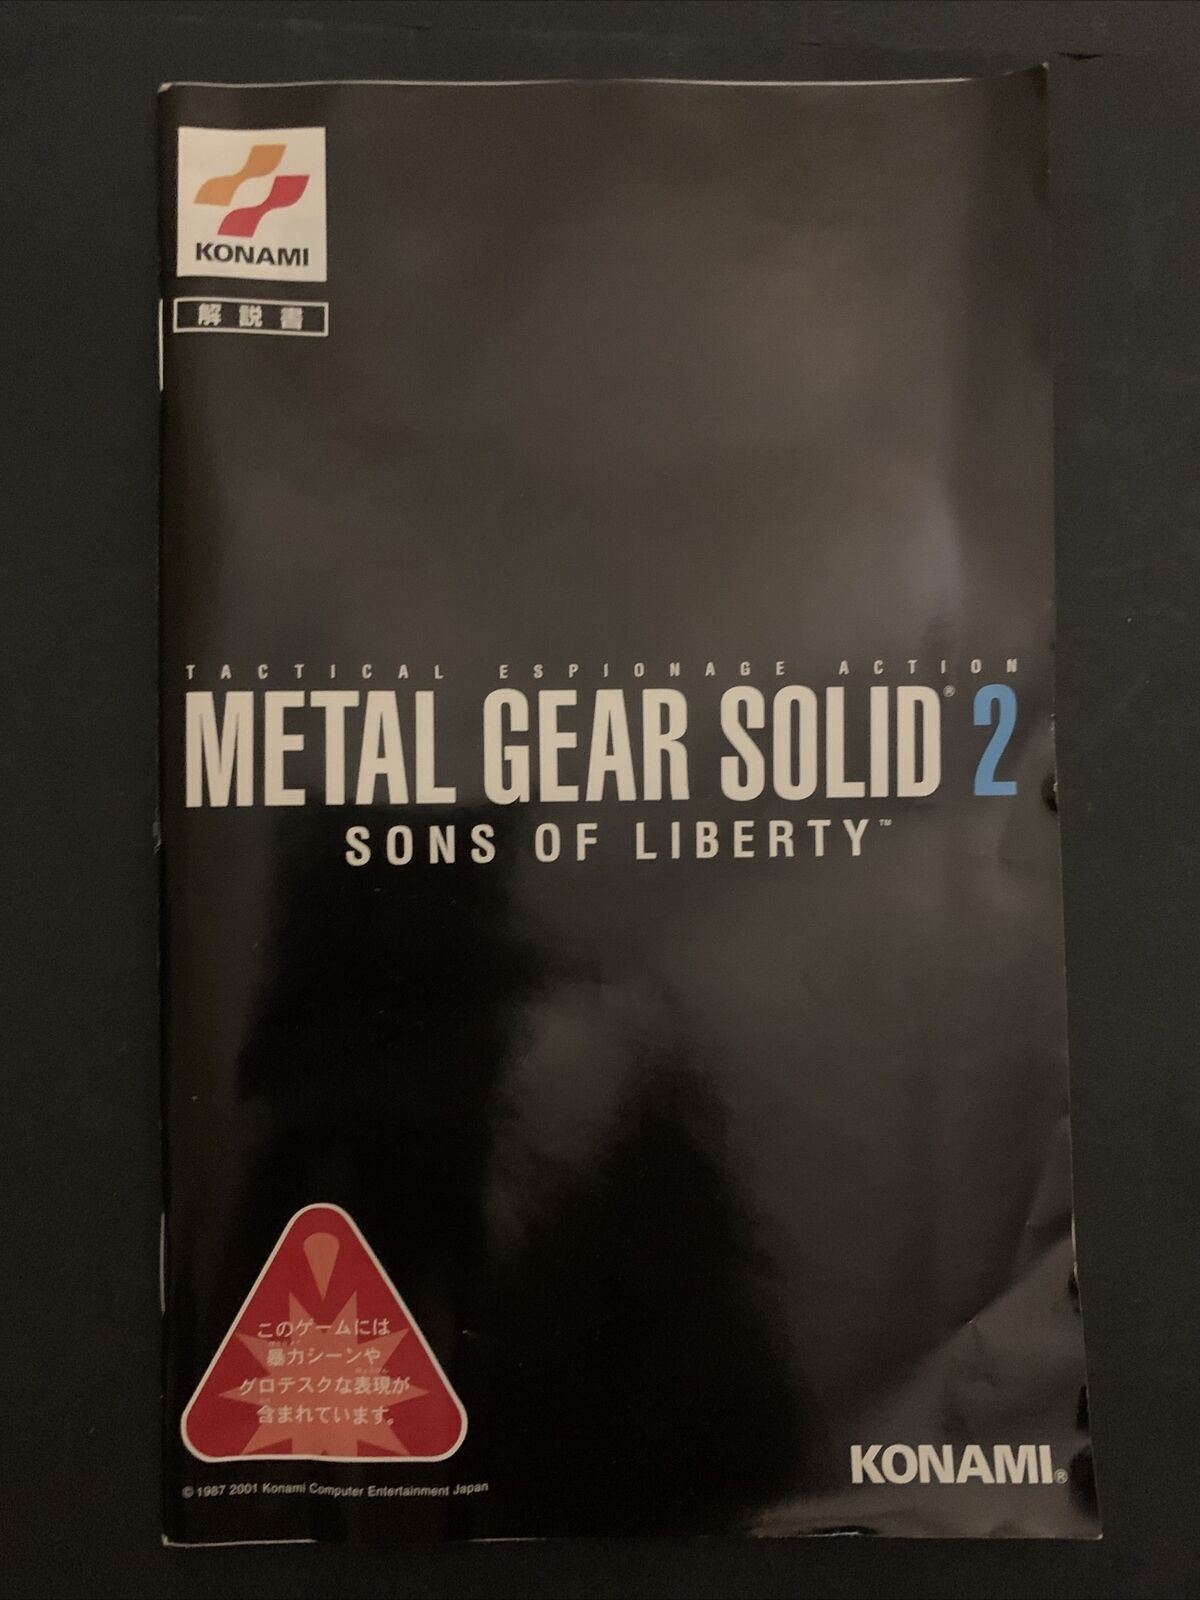 KONAMI
解説書
TACTICAL ESPIONAGE ACTION
METAL GEAR SOLID® 2
SONS OF LIBERTY™
このゲームには
暴力シーンや
グロテスクな表現が
含まれています。
© 1987 2001 Konami Computer Entertainment Japan
KONAMI®